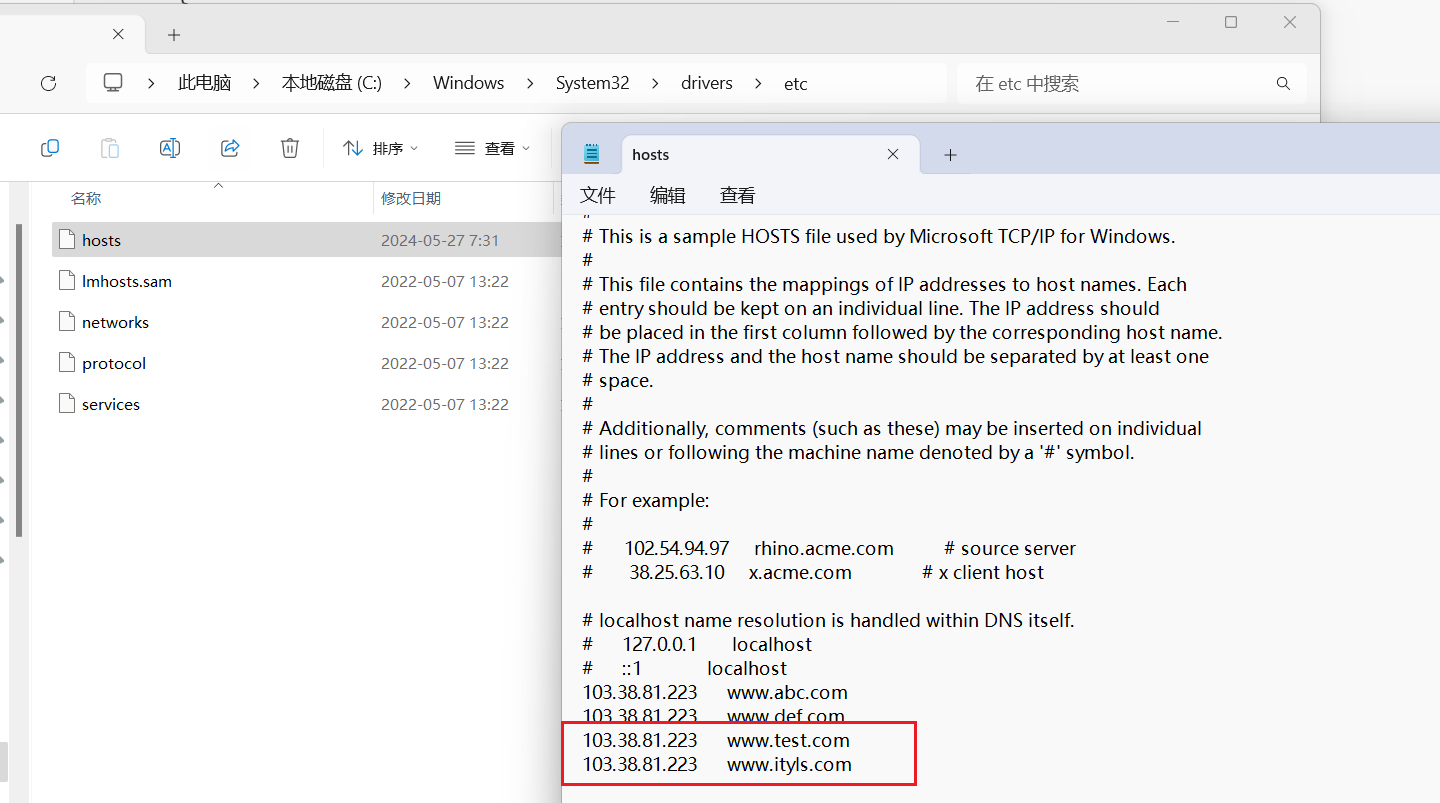 此电脑 本地磁盘 (C:) Windows System32 drivers etc
在 etc 中搜索
排序 查看
名称 修改日期
hosts 2024-05-27 7:31
lmhosts.sam 2022-05-07 13:22
networks 2022-05-07 13:22
protocol 2022-05-07 13:22
services 2022-05-07 13:22
hosts
文件 编辑 查看
#
# This is a sample HOSTS file used by Microsoft TCP/IP for Windows.
#
# This file contains the mappings of IP addresses to host names. Each
# entry should be kept on an individual line. The IP address should
# be placed in the first column followed by the corresponding host name.
# The IP address and the host name should be separated by at least one
# space.
#
# Additionally, comments (such as these) may be inserted on individual
# lines or following the machine name denoted by a '#' symbol.
#
# For example:
#
# 102.54.94.97 rhino.acme.com # source server
# 38.25.63.10 x.acme.com # x client host
# localhost name resolution is handled within DNS itself.
# 127.0.0.1 localhost
# ::1 localhost
103.38.81.223 www.abc.com
103.38.81.223 www.def.com
103.38.81.223 www.test.com
103.38.81.223 www.ityls.com